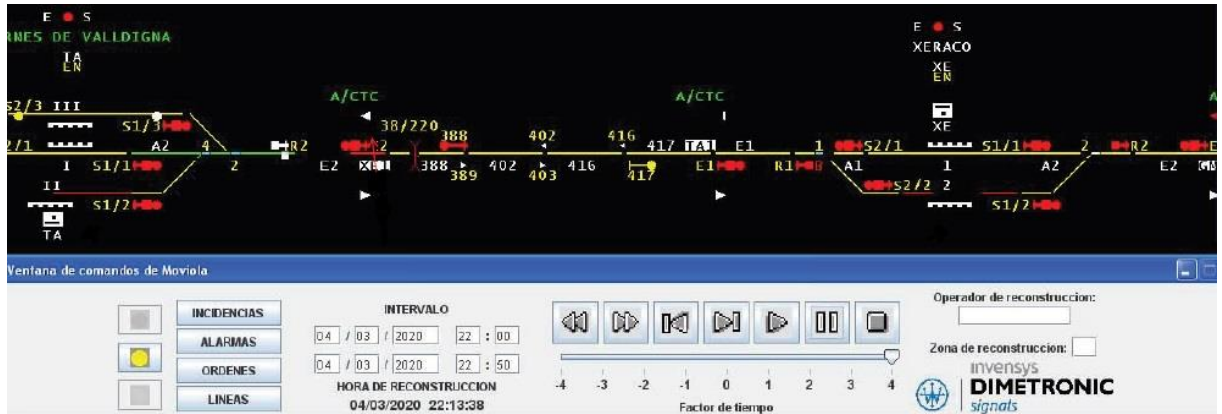 E S
RNES DE VALLDIGNA
TA
EN
E S
XERACO
XE
EN
XE
A/CTC
A/CTC
A
S2/3 III
S1/3
38/220
388
402
416
2/1
A2
4
2
R2
E2
388
389
402
403
416
417
417
TA1
E1
E1
R1
1
A1
S2/1
1
S1/1
A2
2
R2
E2
I
S1/1
II
S1/2
TA
S2/2
2
S1/2
Ventana de comandos de Moviola
INCIDENCIAS
ALARMAS
ORDENES
LINEAS
INTERVALO
04 / 03 / 2020 22 : 00
04 / 03 / 2020 22 : 50
HORA DE RECONSTRUCCION
04/03/2020 22:13:38
-4 -3 -2 -1 0 1 2 3 4
Factor de tiempo
Operador de reconstruccion:
Zona de reconstruccion:
invensys
DIMETRONIC
signals